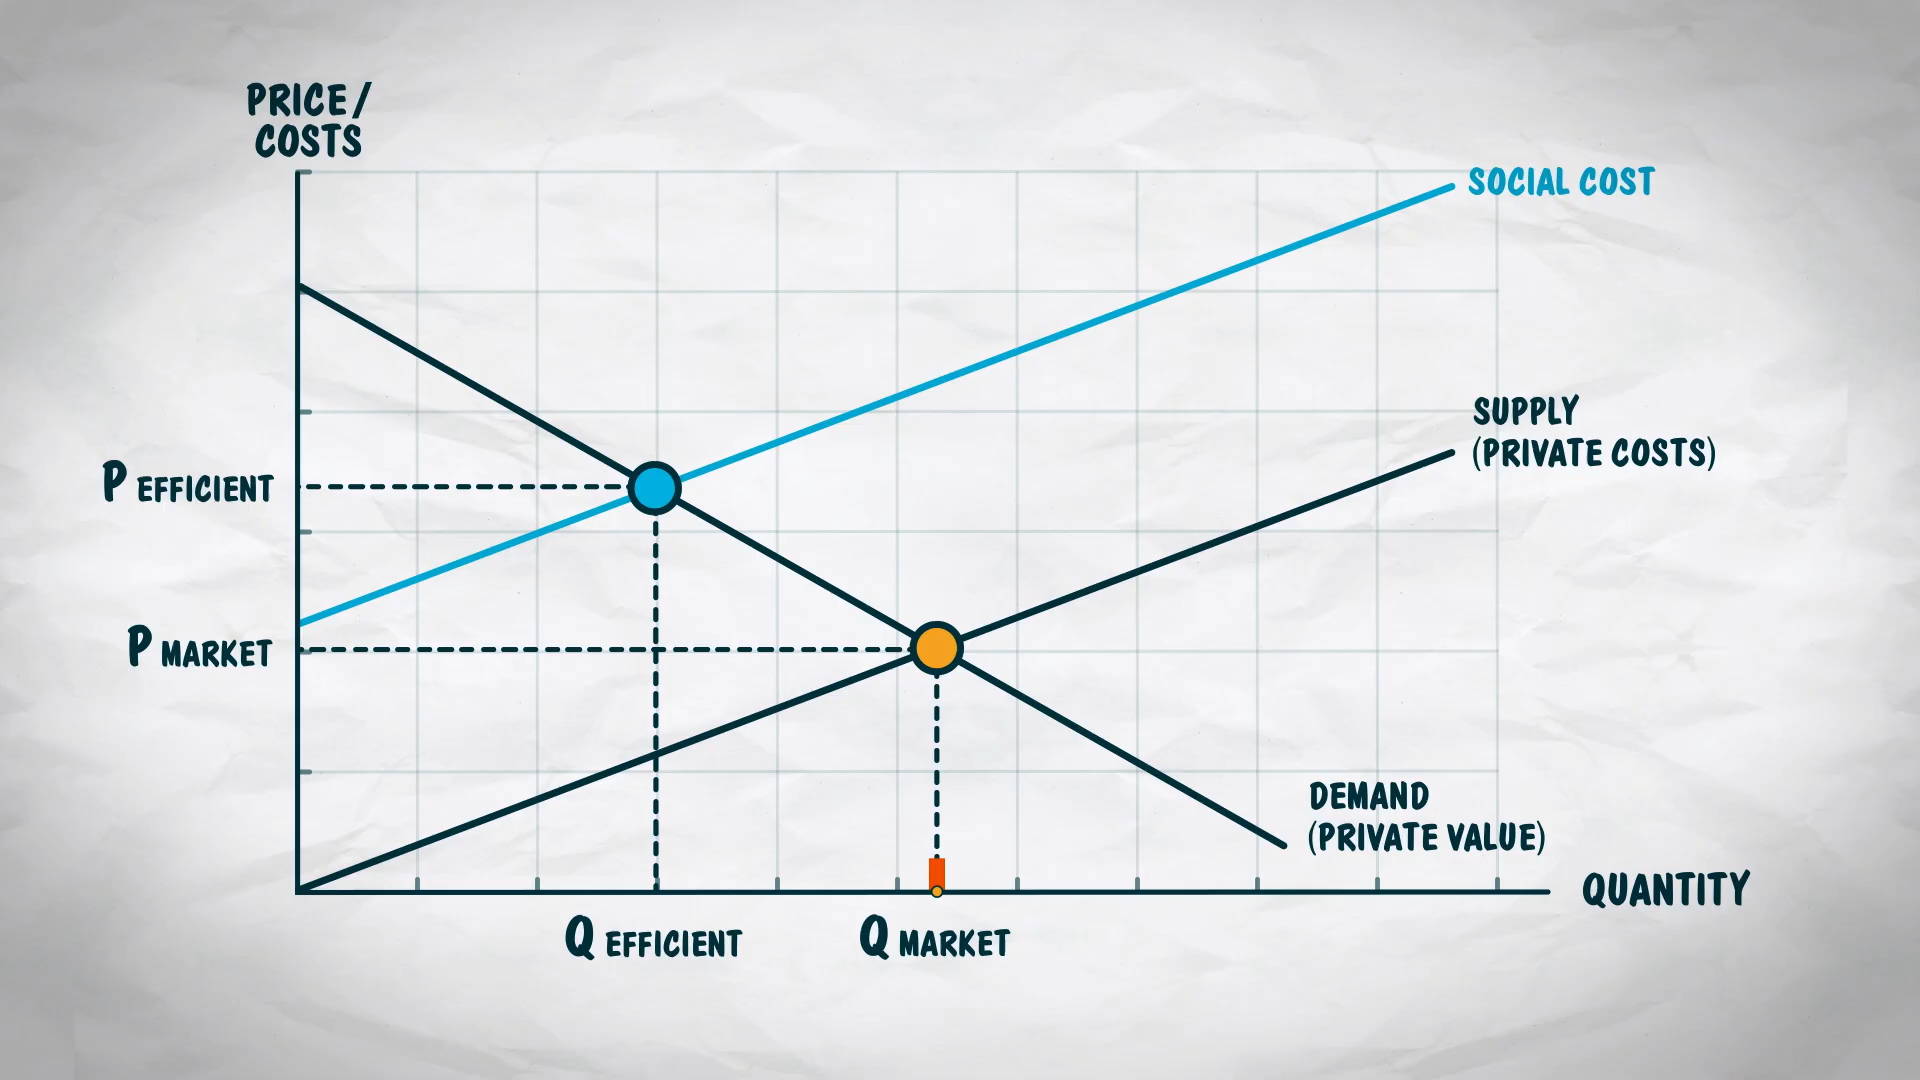 PRICE/
COSTS
SOCIAL COST
SUPPLY
(PRIVATE COSTS)
P EFFICIENT
P MARKET
DEMAND
(PRIVATE VALUE)
QUANTITY
Q EFFICIENT
Q MARKET